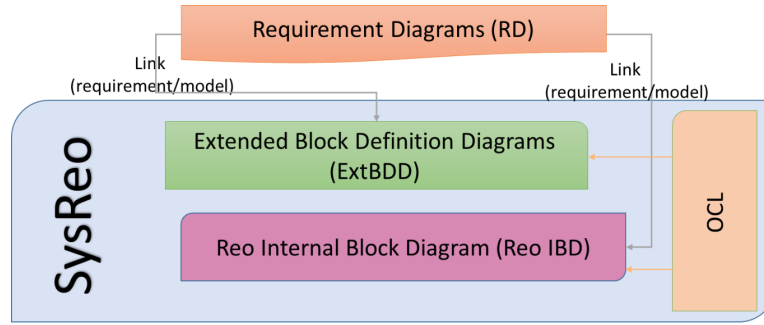 Requirement Diagrams (RD)
Link
(requirement/model)
Link
(requirement/model)
SysReo
Extended Block Definition Diagrams
(ExtBDD)
Reo Internal Block Diagram (Reo IBD)
OCL